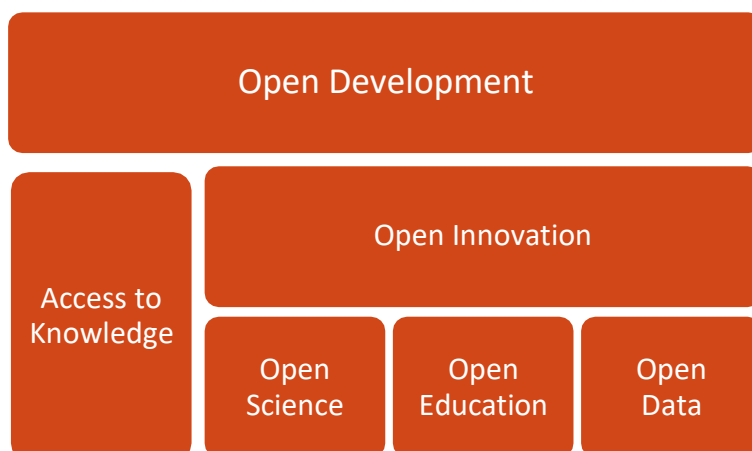 Open Development
Open Innovation
Access to
Knowledge
Open
Science
Open
Education
Open
Data